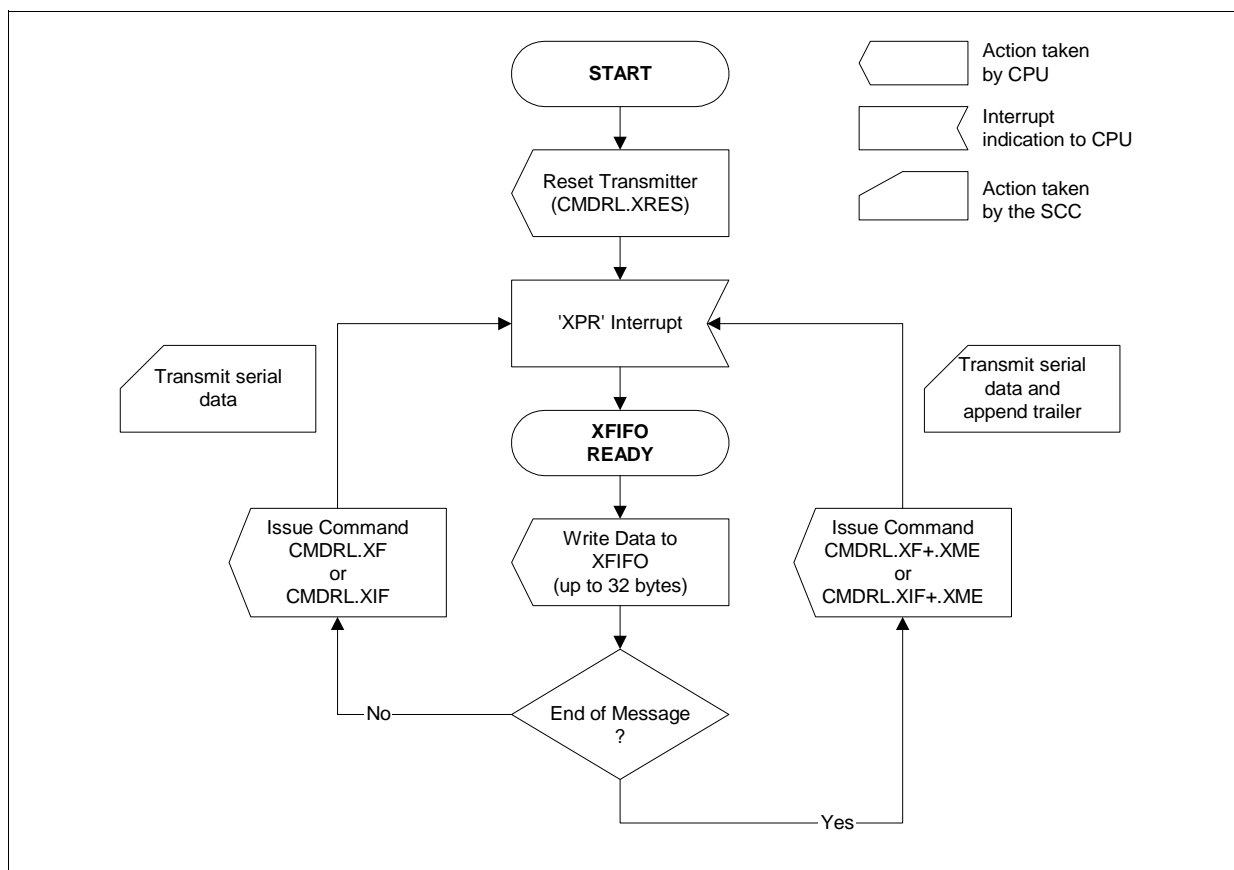 START
Action taken
by CPU
Interrupt
indication to CPU
Action taken
by the SCC
Reset Transmitter
(CMDRL.XRES)
'XPR' Interrupt
Transmit serial
data
Transmit serial
data and
append trailer
XFIFO
READY
Issue Command
CMDRL.XF
or
CMDRL.XIF
Write Data to
XFIFO
(up to 32 bytes)
Issue Command
CMDRL.XF+.XME
or
CMDRL.XIF+.XME
No
End of Message
?
Yes